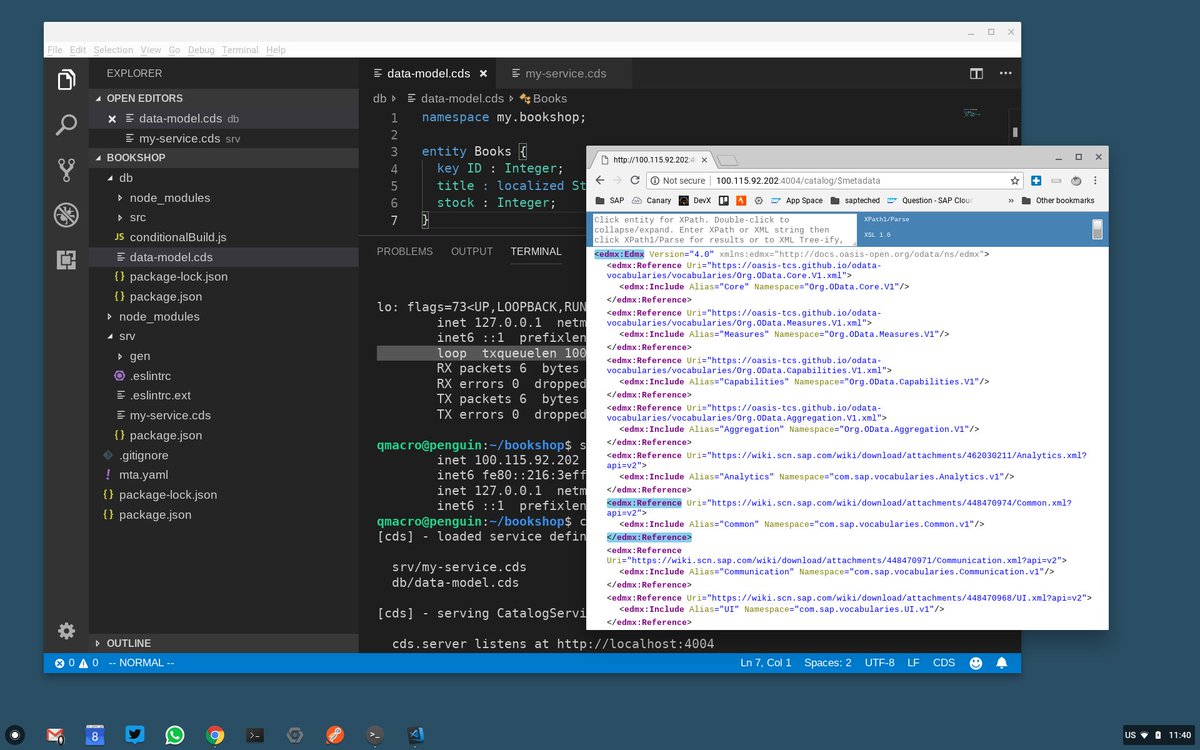 File Edit Selection View Go Debug Terminal Help
EXPLORER
OPEN EDITORS
data-model.cds db
my-service.cds srv
BOOKSHOP
db
node_modules
src
JS conditionalBuild.js
data-model.cds
{} package-lock.json
{} package.json
node_modules
srv
gen
.eslintrc
.eslintrc.ext
my-service.cds
{} package.json
.gitignore
! mta.yaml
{} package-lock.json
{} package.json
OUTLINE
data-model.cds
my-service.cds
db data-model.cds Books
1 namespace my.bookshop;
2
3 entity Books {
4 key ID : Integer;
5 title : localized St
6 stock : Integer;
7 }
PROBLEMS OUTPUT TERMINAL
lo: flags=73<UP,LOOPBACK,RUN
inet 127.0.0.1 netm
inet6 ::1 prefixlen
loop txqueuelen 100
RX packets 6 bytes
RX errors 0 dropped
TX packets 6 bytes
TX errors 0 dropped
qmacro@penguin:~/bookshop$ s
inet 100.115.92.202
inet6 fe80::216:3eff
inet 127.0.0.1 netm
inet6 ::1 prefixlen
qmacro@penguin:~/bookshop$ c
[cds] - loaded service defin
srv/my-service.cds
db/data-model.cds
[cds] - serving CatalogServi
cds.server listens at http://localhost:4004
0 0 -- NORMAL --
Ln 7, Col 1 Spaces: 2 UTF-8 LF CDS
http://100.115.92.202:4
Not secure 100.115.92.202:4004/catalog/$metadata
SAP Canary DevX App Space sapteched Question - SAP Clou » Other bookmarks
Click entity for XPath. Double-click to
collapse/expand. Enter XPath or XML string then
click XPath1/Parse for results or to XML Tree-ify,
XPath1/Parse
XSL 1.0
<edmx:Edmx Version="4.0" xmlns:edmx="http://docs.oasis-open.org/odata/ns/edmx">
<edmx:Reference Uri="https://oasis-tcs.github.io/odata-
vocabularies/vocabularies/Org.OData.Core.V1.xml">
<edmx:Include Alias="Core" Namespace="Org.OData.Core.V1"/>
</edmx:Reference>
<edmx:Reference Uri="https://oasis-tcs.github.io/odata-
vocabularies/vocabularies/Org.OData.Measures.V1.xml">
<edmx:Include Alias="Measures" Namespace="Org.OData.Measures.V1"/>
</edmx:Reference>
<edmx:Reference Uri="https://oasis-tcs.github.io/odata-
vocabularies/vocabularies/Org.OData.Capabilities.V1.xml">
<edmx:Include Alias="Capabilities" Namespace="Org.OData.Capabilities.V1"/>
</edmx:Reference>
<edmx:Reference Uri="https://oasis-tcs.github.io/odata-
vocabularies/vocabularies/Org.OData.Aggregation.V1.xml">
<edmx:Include Alias="Aggregation" Namespace="Org.OData.Aggregation.V1"/>
</edmx:Reference>
<edmx:Reference Uri="https://wiki.scn.sap.com/wiki/download/attachments/462030211/Analytics.xml?
api=v2">
<edmx:Include Alias="Analytics" Namespace="com.sap.vocabularies.Analytics.v1"/>
</edmx:Reference>
<edmx:Reference Uri="https://wiki.scn.sap.com/wiki/download/attachments/448470974/Common.xml?
api=v2">
<edmx:Include Alias="Common" Namespace="com.sap.vocabularies.Common.v1"/>
</edmx:Reference>
<edmx:Reference
Uri="https://wiki.scn.sap.com/wiki/download/attachments/448470971/Communication.xml?api=v2">
<edmx:Include Alias="Communication" Namespace="com.sap.vocabularies.Communication.v1"/>
</edmx:Reference>
<edmx:Reference Uri="https://wiki.scn.sap.com/wiki/download/attachments/448470968/UI.xml?api=v2">
<edmx:Include Alias="UI" Namespace="com.sap.vocabularies.UI.v1"/>
</edmx:Reference>
0
8
US 11:40